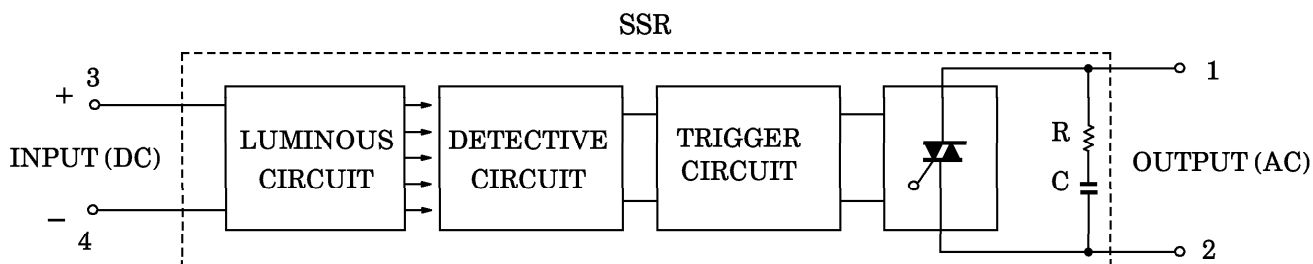 SSR
3
+
INPUT (DC)
−
4
LUMINOUS
CIRCUIT
DETECTIVE
CIRCUIT
TRIGGER
CIRCUIT
R
C
1
OUTPUT (AC)
2